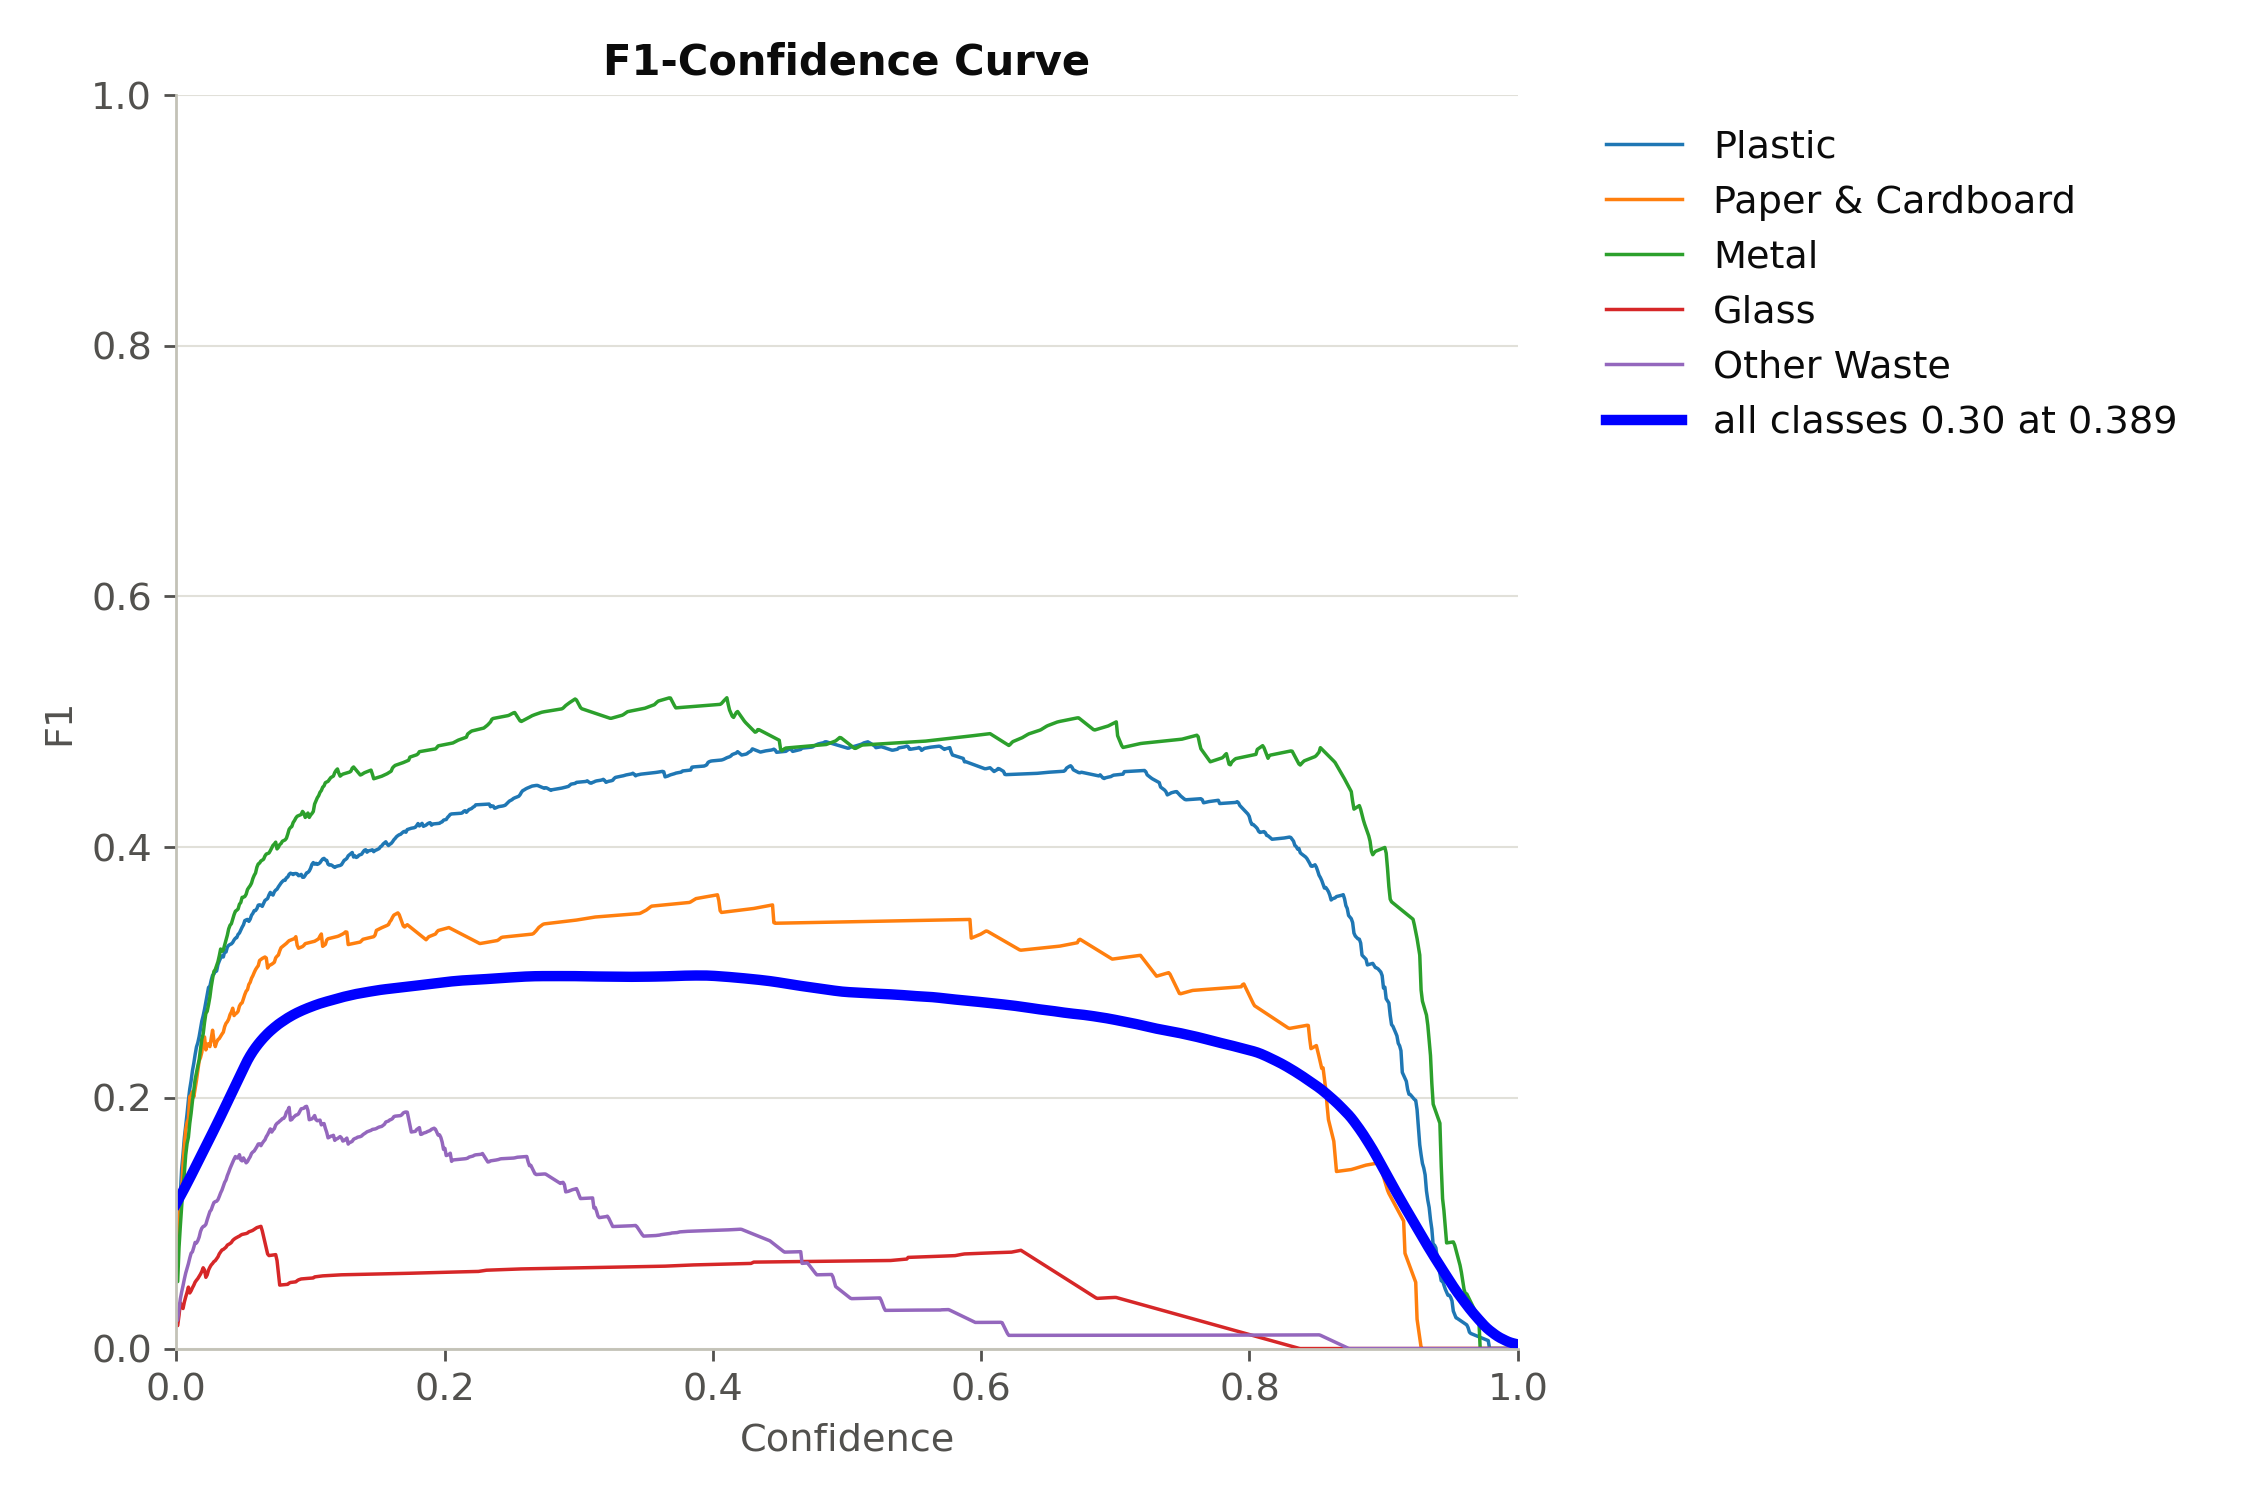 F1-Confidence Curve
1.0
0.8
0.6
0.4
0.2
0.0
F1
0.0 0.2 0.4 0.6 0.8 1.0
Confidence
Plastic
Paper & Cardboard
Metal
Glass
Other Waste
all classes 0.30 at 0.389